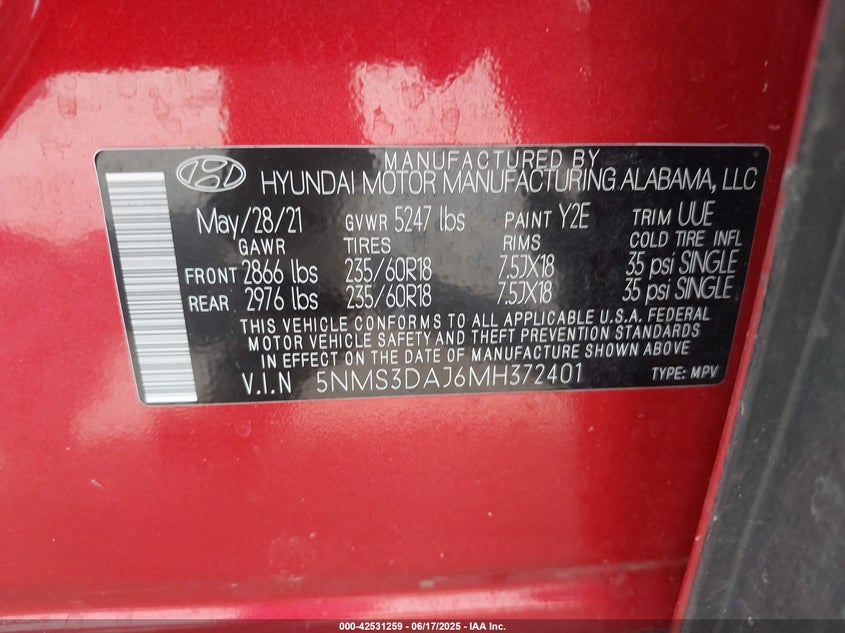 MANUFACTURED BY
HYUNDAI MOTOR MANUFACTURING ALABAMA, LLC
May/28/21 GVWR 5247 lbs PAINT Y2E TRIM UUE
GAWR TIRES RIMS COLD TIRE INFL
FRONT 2866 lbs 235/60R18 7.5JX18 35 psi SINGLE
REAR 2976 lbs 235/60R18 7.5JX18 35 psi SINGLE
THIS VEHICLE CONFORMS TO ALL APPLICABLE U.S.A. FEDERAL
MOTOR VEHICLE SAFETY AND THEFT PREVENTION STANDARDS
IN EFFECT ON THE DATE OF MANUFACTURE SHOWN ABOVE
V.I.N 5NMS3DAJ6MH372401 TYPE: MPV
000-42531259 - 06/17/2025 - IAA Inc.